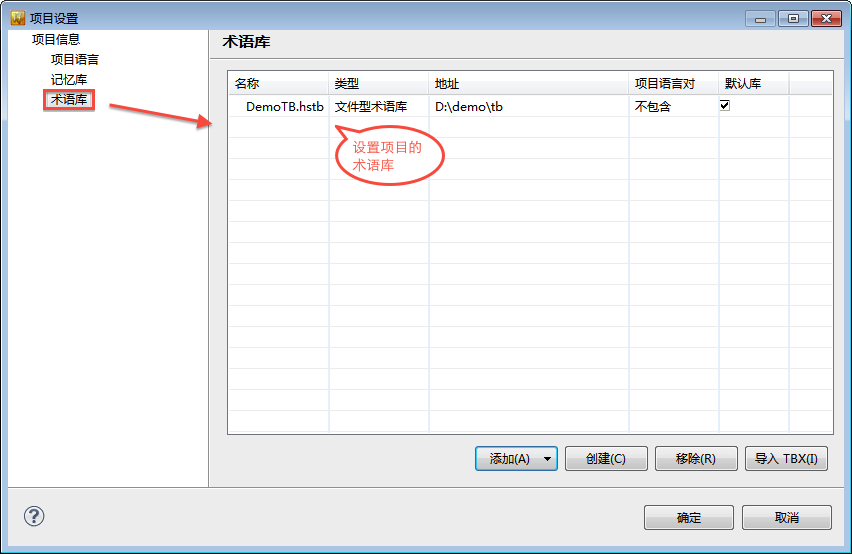 项目设置
项目信息
项目语言
记忆库
术语库
术语库
名称 类型 地址 项目语言对 默认库
DemoTB.hstb 文件型术语库 D:\demo\tb 不包含
设置项目的
术语库
添加(A) 创建(C) 移除(R) 导入 TBX(I)
确定 取消